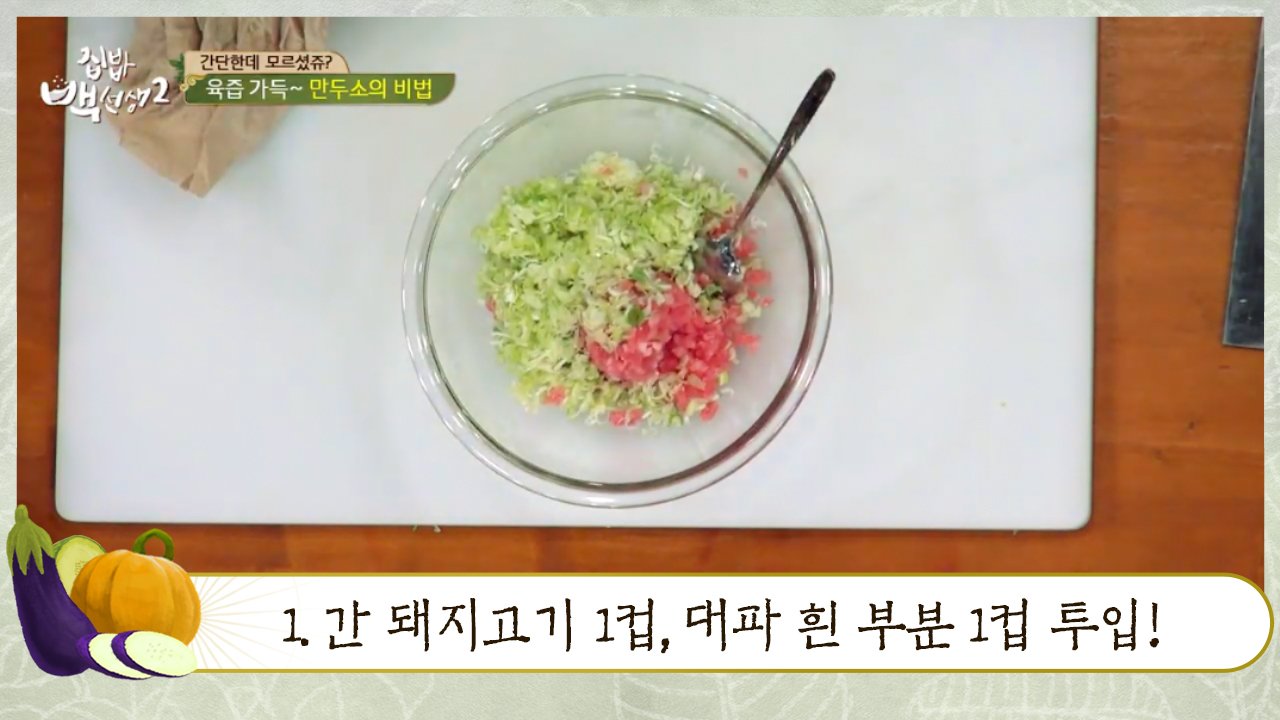 집밥
백선생2
간단한데 모르셨쥬?
육즙 가득~ 만두소의 비법
1. 간 돼지고기 1컵, 대파 흰 부분 1컵 투입!